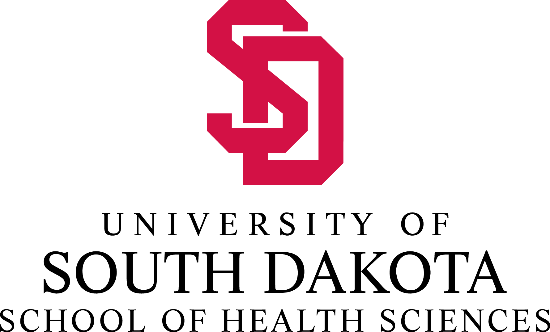 SD
UNIVERSITY OF
SOUTH DAKOTA
SCHOOL OF HEALTH SCIENCES